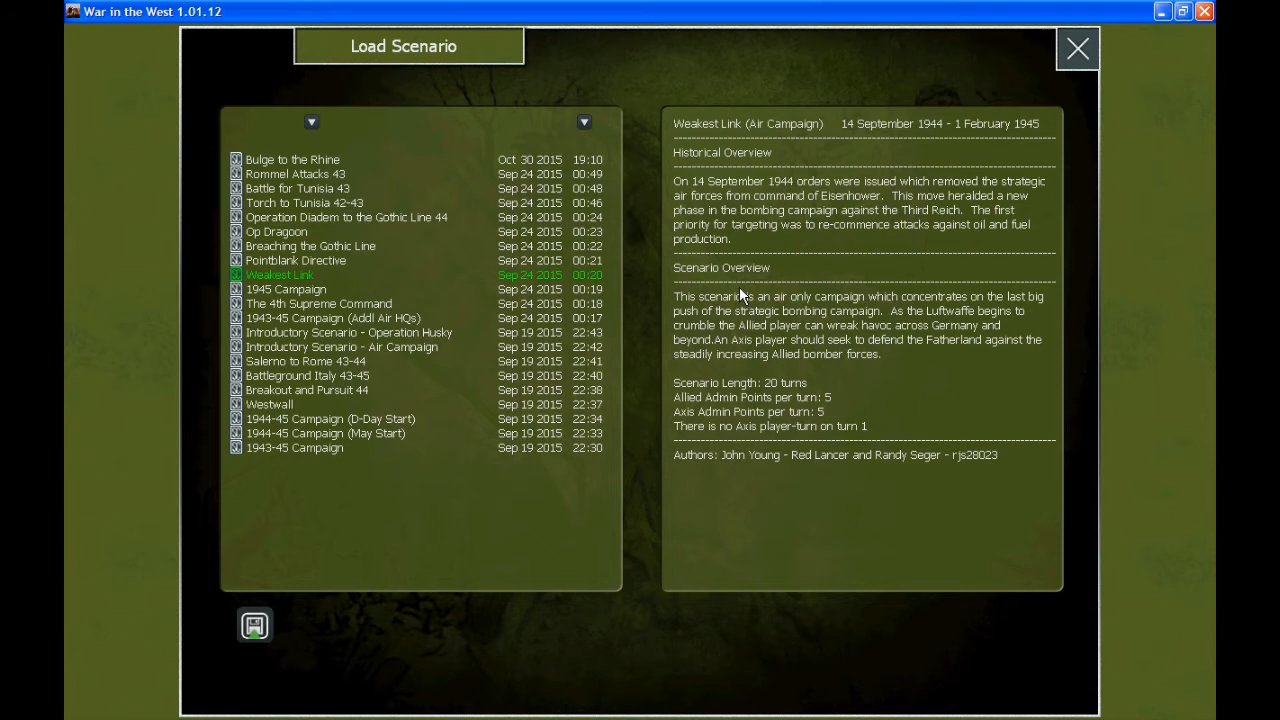 War in the West 1.01.12
Load Scenario
Bulge to the Rhine Oct 30 2015 19:10
Rommel Attacks 43 Sep 24 2015 00:49
Battle for Tunisia 43 Sep 24 2015 00:48
Torch to Tunisia 42-43 Sep 24 2015 00:46
Operation Diadem to the Gothic Line 44 Sep 24 2015 00:24
Op Dragoon Sep 24 2015 00:23
Breaching the Gothic Line Sep 24 2015 00:22
Pointblank Directive Sep 24 2015 00:21
Weakest Link Sep 24 2015 00:20
1945 Campaign Sep 24 2015 00:19
The 4th Supreme Command Sep 24 2015 00:18
1943-45 Campaign (Addl Air HQs) Sep 24 2015 00:17
Introductory Scenario - Operation Husky Sep 19 2015 22:43
Introductory Scenario - Air Campaign Sep 19 2015 22:42
Salerno to Rome 43-44 Sep 19 2015 22:41
Battleground Italy 43-45 Sep 19 2015 22:40
Breakout and Pursuit 44 Sep 19 2015 22:38
Westwall Sep 19 2015 22:37
1944-45 Campaign (D-Day Start) Sep 19 2015 22:34
1944-45 Campaign (May Start) Sep 19 2015 22:33
1943-45 Campaign Sep 19 2015 22:30
Weakest Link (Air Campaign) 14 September 1944 - 1 February 1945
Historical Overview
On 14 September 1944 orders were issued which removed the strategic
air forces from command of Eisenhower. This move heralded a new
phase in the bombing campaign against the Third Reich. The first
priority for targeting was to re-commence attacks against oil and fuel
production.
Scenario Overview
This scenario is an air only campaign which concentrates on the last big
push of the strategic bombing campaign. As the Luftwaffe begins to
crumble the Allied player can wreak havoc across Germany and
beyond.An Axis player should seek to defend the Fatherland against the
steadily increasing Allied bomber forces.
Scenario Length: 20 turns
Allied Admin Points per turn: 5
Axis Admin Points per turn: 5
There is no Axis player-turn on turn 1
Authors: John Young - Red Lancer and Randy Seger - rjs28023